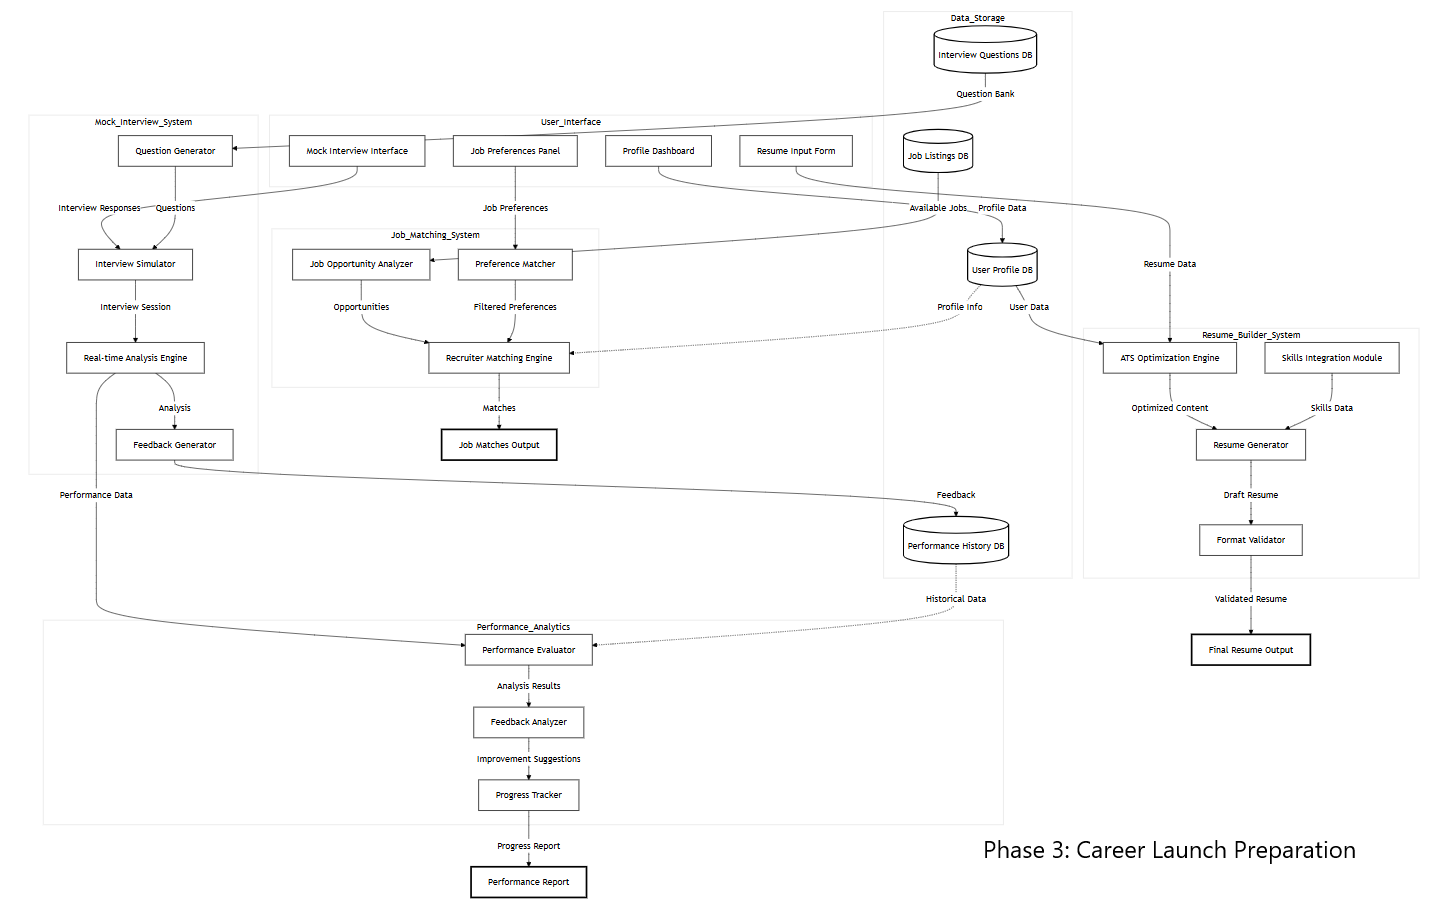 Data_Storage
Interview Questions DB
Question Bank
Mock_Interview_System
User_Interface
Question Generator
Mock Interview Interface
Job Preferences Panel
Profile Dashboard
Resume Input Form
Job Listings DB
Interview Responses
Questions
Job Preferences
Available Jobs
Profile Data
Job_Matching_System
Interview Simulator
Job Opportunity Analyzer
Preference Matcher
User Profile DB
Resume Data
Interview Session
Opportunities
Filtered Preferences
Profile Info
User Data
Resume_Builder_System
Real-time Analysis Engine
Recruiter Matching Engine
ATS Optimization Engine
Skills Integration Module
Analysis
Matches
Optimized Content
Skills Data
Feedback Generator
Job Matches Output
Resume Generator
Performance Data
Feedback
Draft Resume
Performance History DB
Format Validator
Historical Data
Validated Resume
Performance_Analytics
Performance Evaluator
Final Resume Output
Analysis Results
Feedback Analyzer
Improvement Suggestions
Progress Tracker
Progress Report
Phase 3: Career Launch Preparation
Performance Report